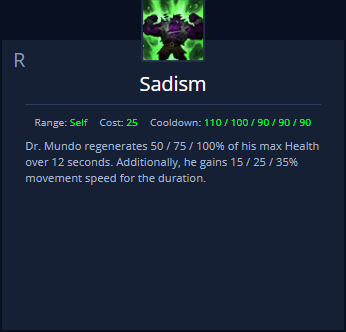 R
Sadism
Range: Self Cost: 25 Cooldown: 110 / 100 / 90 / 90 / 90
Dr. Mundo regenerates 50 / 75 / 100% of his max Health
over 12 seconds. Additionally, he gains 15 / 25 / 35%
movement speed for the duration.